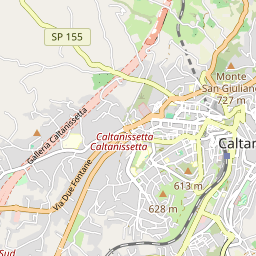 SP 155
Monte
San Giuliano
727 m
Galleria Caltanissetta
Caltanissetta
Caltanissetta
Caltan
Via Due Fontane
613 m
628 m
Sud